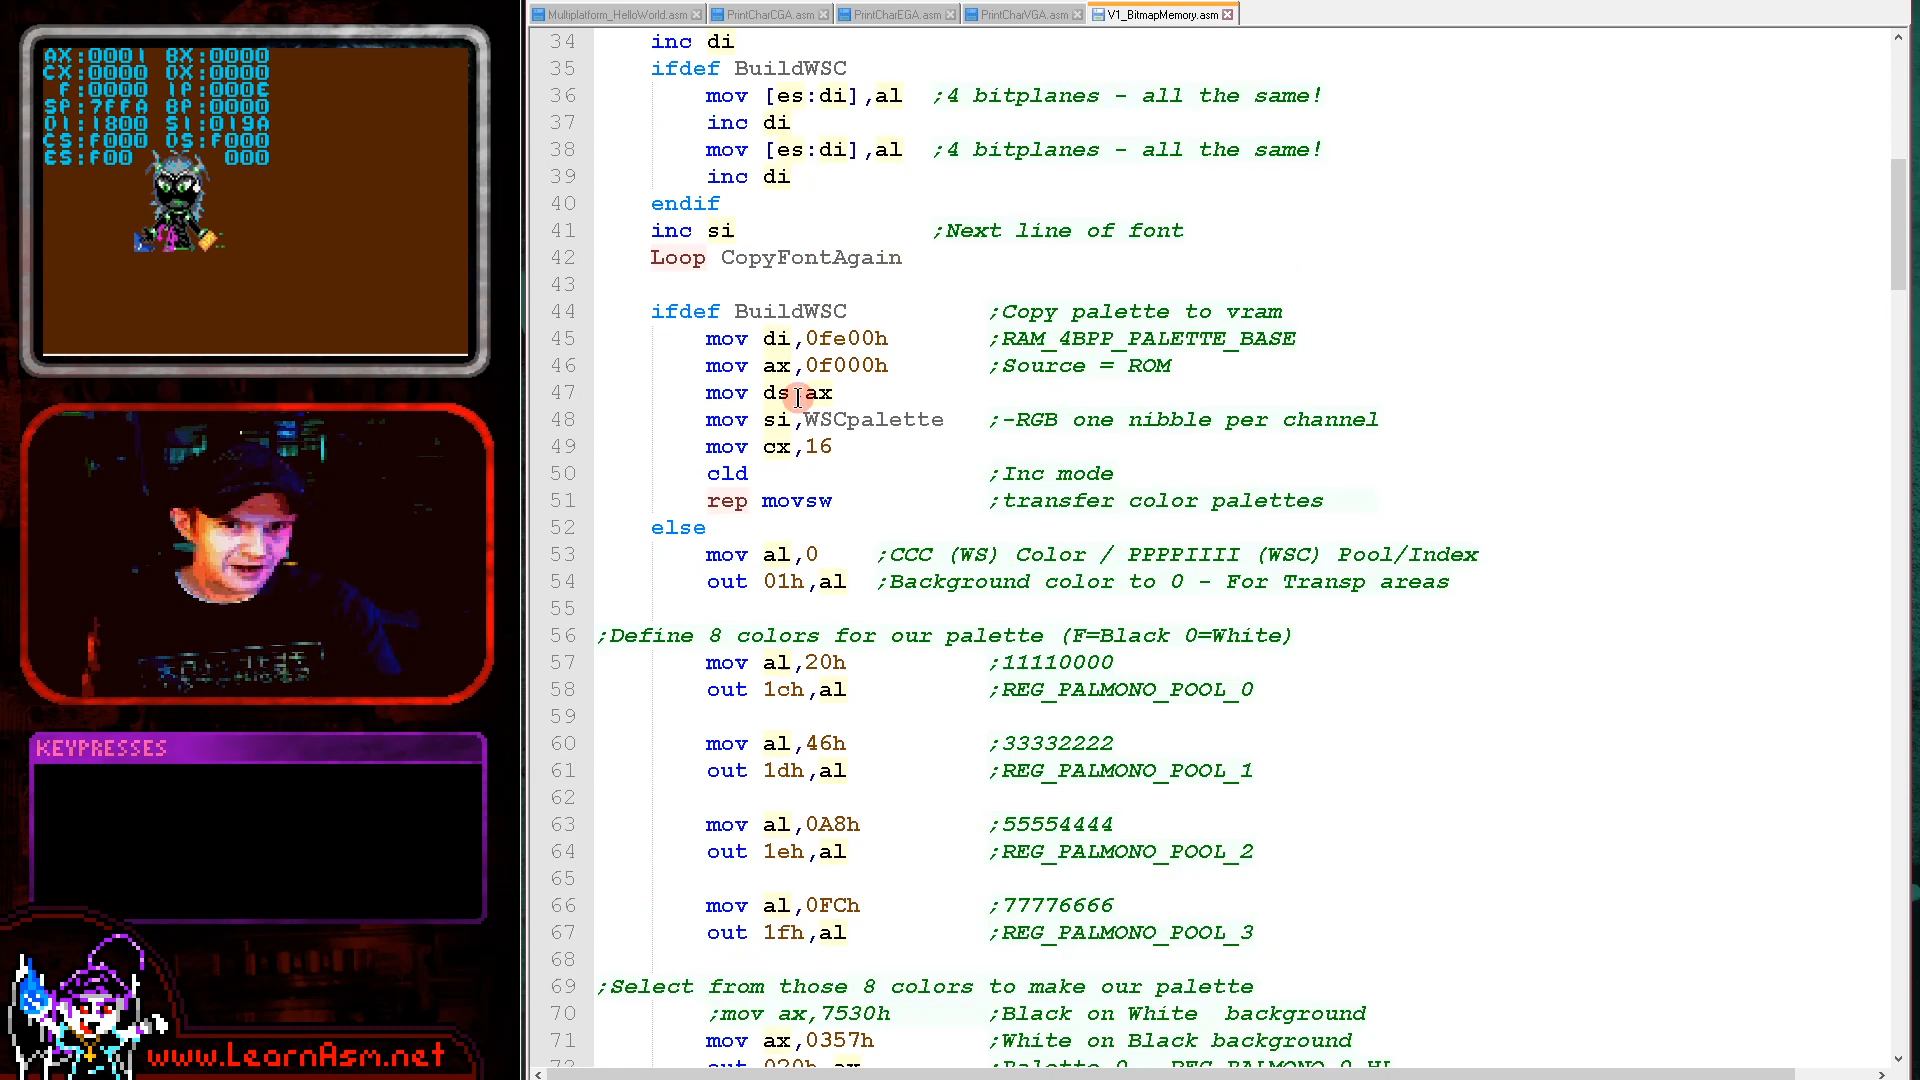 Multiplatform_HelloWorld.asm PrintCharCGA.asm PrintCharEGA.asm PrintCharVGA.asm V1_BitmapMemory.asm
AX:0001 BX:0000
CX:0000 DX:0000
F:0000 IP:000E
SP:7FFA BP:0000
DI:1800 SI:019A
CS:F000 DS:F000
ES:F00 000
KEYPRESSES
www.LearnAsm.net
34 inc di
35 ifdef BuildWSC
36 mov [es:di],al ;4 bitplanes - all the same!
37 inc di
38 mov [es:di],al ;4 bitplanes - all the same!
39 inc di
40 endif
41 inc si ;Next line of font
42 Loop CopyFontAgain
43
44 ifdef BuildWSC ;Copy palette to vram
45 mov di,0fe00h ;RAM_4BPP_PALETTE_BASE
46 mov ax,0f000h ;Source = ROM
47 mov ds,ax
48 mov si,WSCpalette ;-RGB one nibble per channel
49 mov cx,16
50 cld ;Inc mode
51 rep movsw ;transfer color palettes
52 else
53 mov al,0 ;CCC (WS) Color / PPPPIIII (WSC) Pool/Index
54 out 01h,al ;Background color to 0 - For Transp areas
55
56 ;Define 8 colors for our palette (F=Black 0=White)
57 mov al,20h ;11110000
58 out 1ch,al ;REG_PALMONO_POOL_0
59
60 mov al,46h ;33332222
61 out 1dh,al ;REG_PALMONO_POOL_1
62
63 mov al,0A8h ;55554444
64 out 1eh,al ;REG_PALMONO_POOL_2
65
66 mov al,0FCh ;77776666
67 out 1fh,al ;REG_PALMONO_POOL_3
68
69 ;Select from those 8 colors to make our palette
70 ;mov ax,7530h ;Black on White background
71 mov ax,0357h ;White on Black background